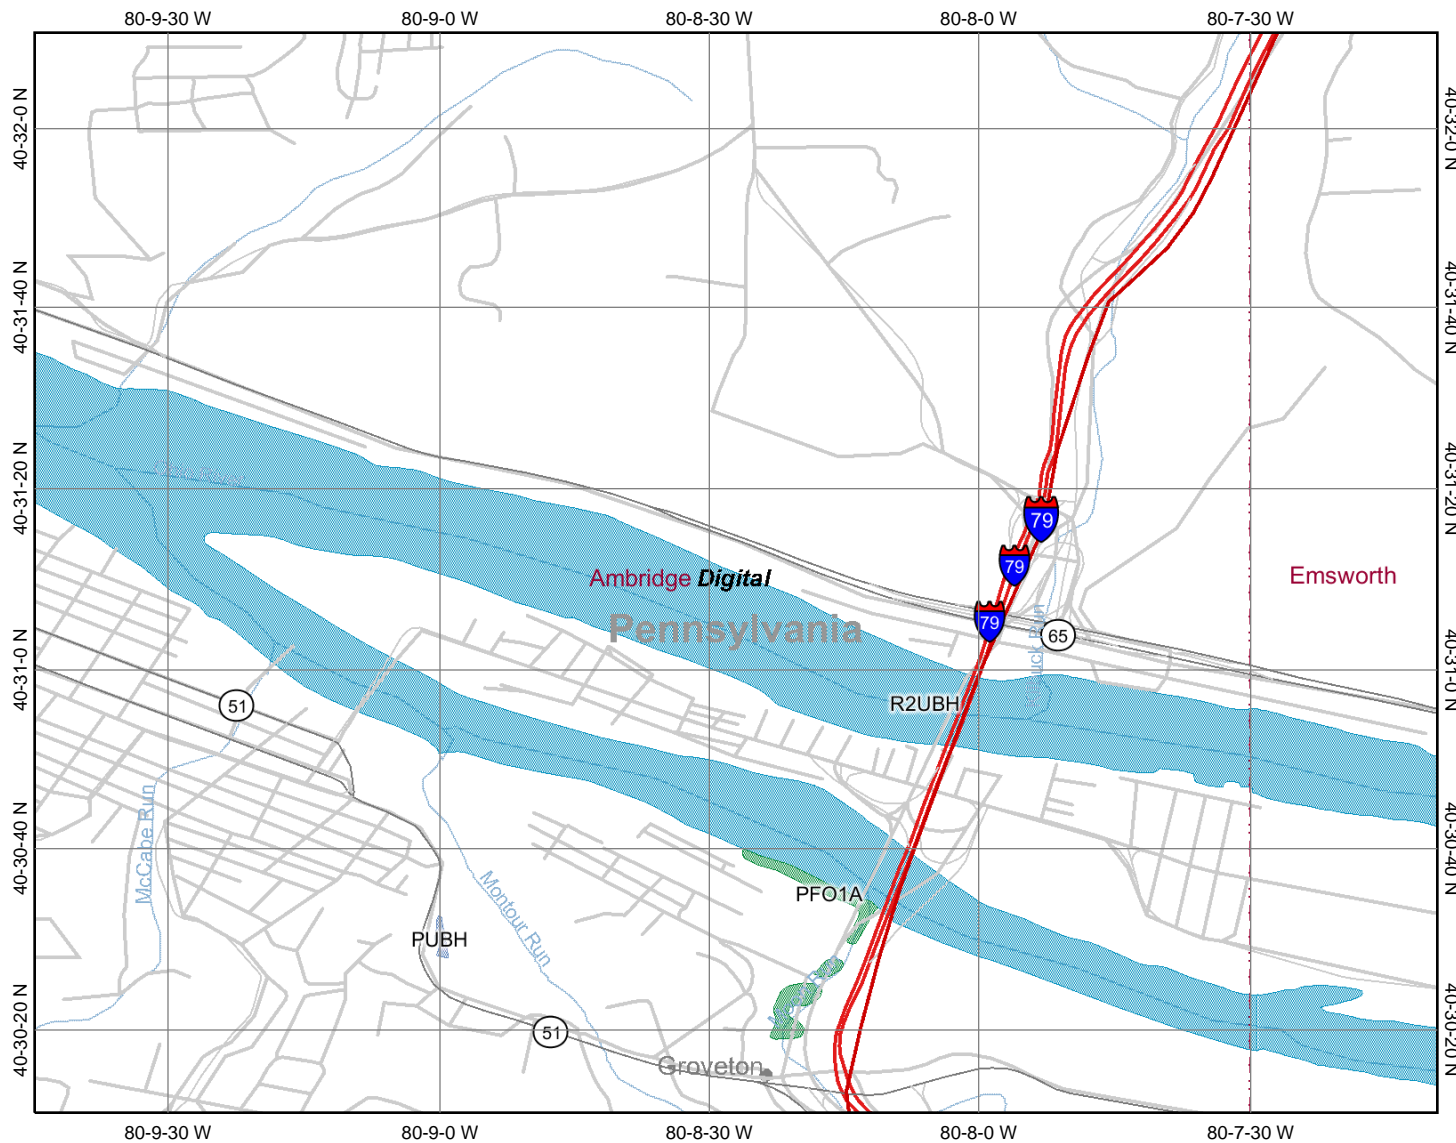 80-9-30 W 80-9-0 W 80-8-30 W 80-8-0 W 80-7-30 W
40-32-0 N 40-32-0 N
40-31-40 N 40-31-40 N
40-31-20 N 40-31-20 N
79
79
Ambridge Digital Emsworth
79
Pennsylvania
65
40-31-0 N 40-31-0 N
R2UBH
51
McCabe Run
40-30-40 N 40-30-40 N
PFO1A
Montour Run
PUBH
40-30-20 N 40-30-20 N
51
Groveton
80-9-30 W 80-9-0 W 80-8-30 W 80-8-0 W 80-7-30 W